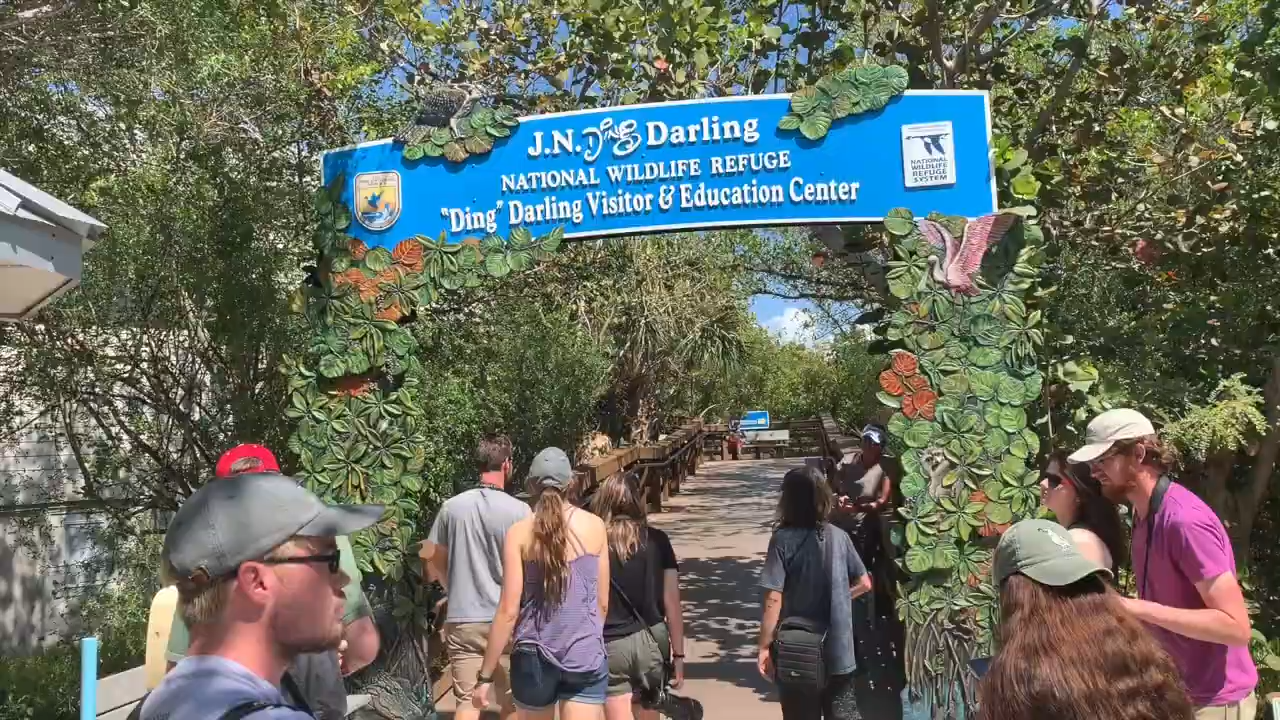 J.N. DING Darling
NATIONAL WILDLIFE REFUGE
"Ding" Darling Visitor & Education Center
NATIONAL
WILDLIFE
REFUGE
SYSTEM